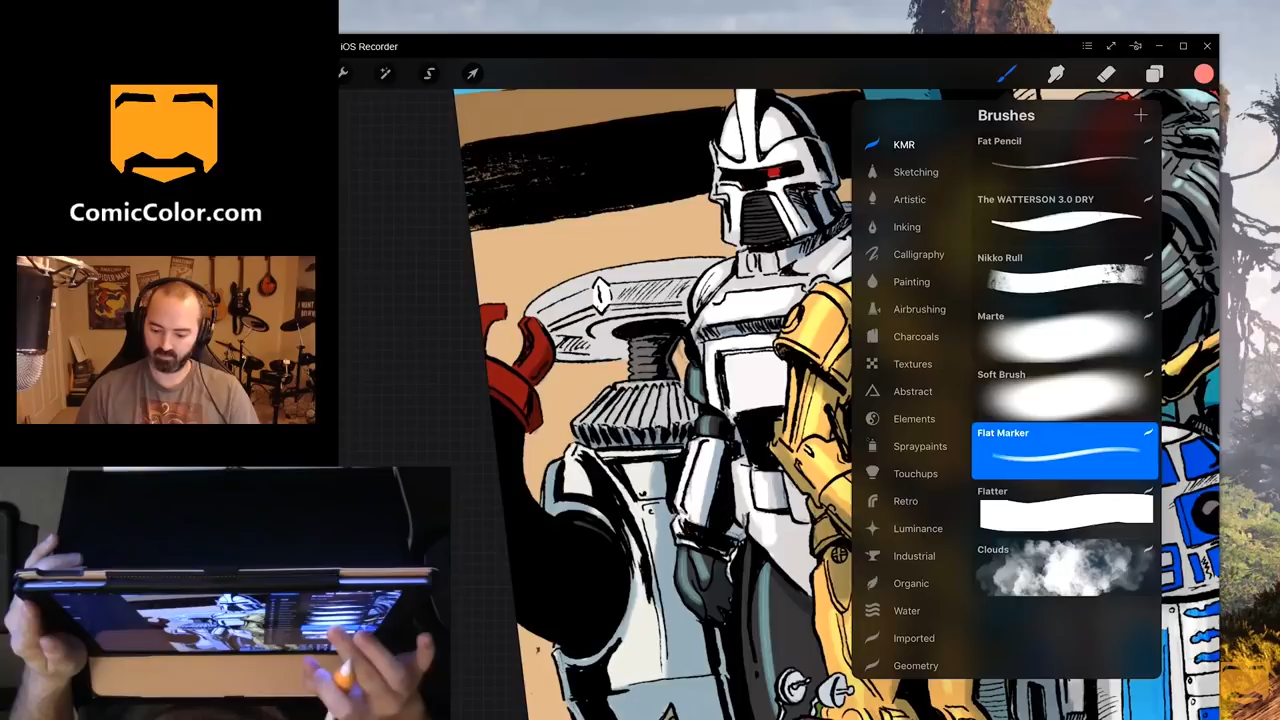 iOS Recorder
ComicColor.com
Brushes
KMR
Sketching
Artistic
Inking
Calligraphy
Painting
Airbrushing
Charcoals
Textures
Abstract
Elements
Spraypaints
Touchups
Retro
Luminance
Industrial
Organic
Water
Imported
Geometry
Fat Pencil
The WATTERSON 3.0 DRY
Nikko Rull
Marte
Soft Brush
Flat Marker
Flatter
Clouds